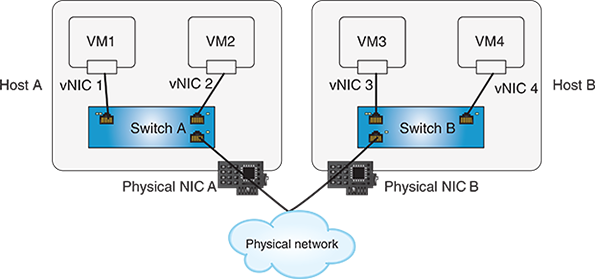 VM1
VM2
VM3
VM4
Host A
vNIC 1
vNIC 2
vNIC 3
vNIC 4
Host B
Switch A
Switch B
Physical NIC A
Physical NIC B
Physical network